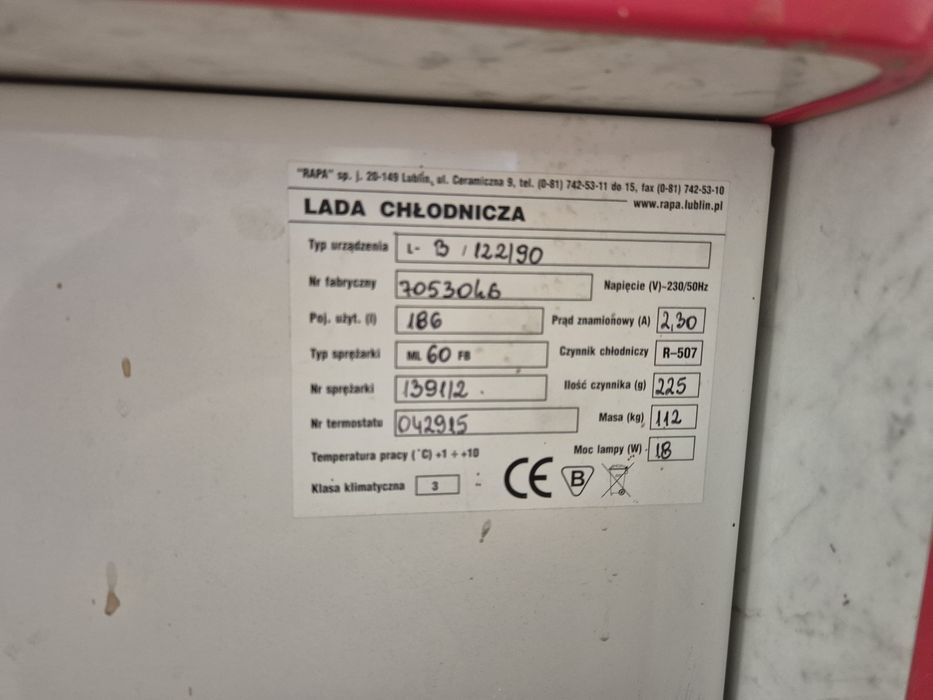 "RAPA" sp. j. 20-149 Lublin, ul. Ceramiczna 9, tel. (0-81) 742-53-11 do 15, fax (0-81) 742-53-10
www.rapa.lublin.pl
LADA CHŁODNICZA
Typ urządzenia L- B / 122/90
Nr fabryczny 7053046 Napięcie (V)~230/50Hz
Poj. użyt. (l) 186 Prąd znamionowy (A) 2,30
Typ sprężarki ML 60 FB Czynnik chłodniczy R-507
Nr sprężarki 139112 Ilość czynnika (g) 225
Nr termostatu 042915 Masa (kg) 112
Temperatura pracy (°C) +1 ÷ +10 Moc lampy (W) 18
Klasa klimatyczna 3 CE B